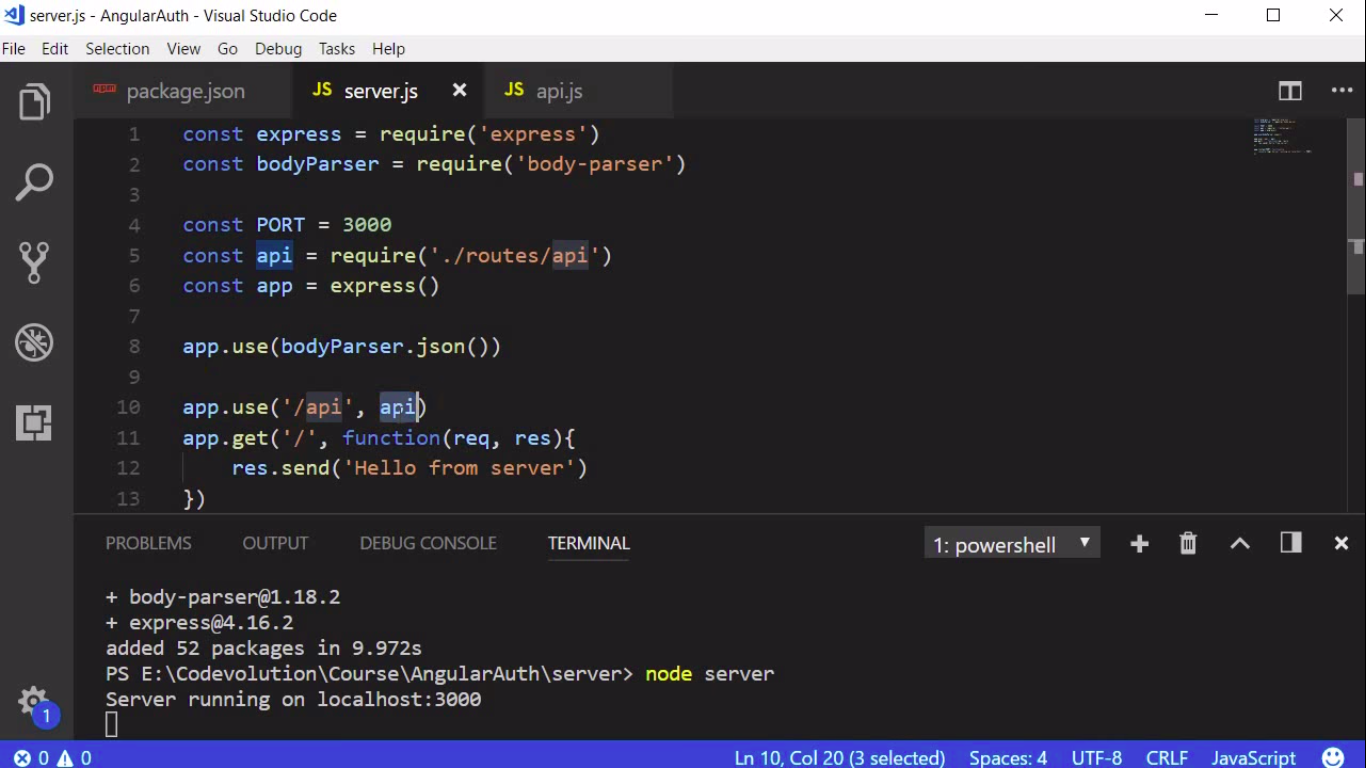 server.js - AngularAuth - Visual Studio Code
File Edit Selection View Go Debug Tasks Help
package.json JS server.js JS api.js
1 const express = require('express')
2 const bodyParser = require('body-parser')
3
4 const PORT = 3000
5 const api = require('./routes/api')
6 const app = express()
7
8 app.use(bodyParser.json())
9
10 app.use('/api', api)
11 app.get('/', function(req, res){
12 res.send('Hello from server')
13 })
PROBLEMS OUTPUT DEBUG CONSOLE TERMINAL 1: powershell
+ body-parser@1.18.2
+ express@4.16.2
added 52 packages in 9.972s
PS E:\Codevolution\Course\AngularAuth\server> node server
Server running on localhost:3000
1
0 0 Ln 10, Col 20 (3 selected) Spaces: 4 UTF-8 CRLF JavaScript